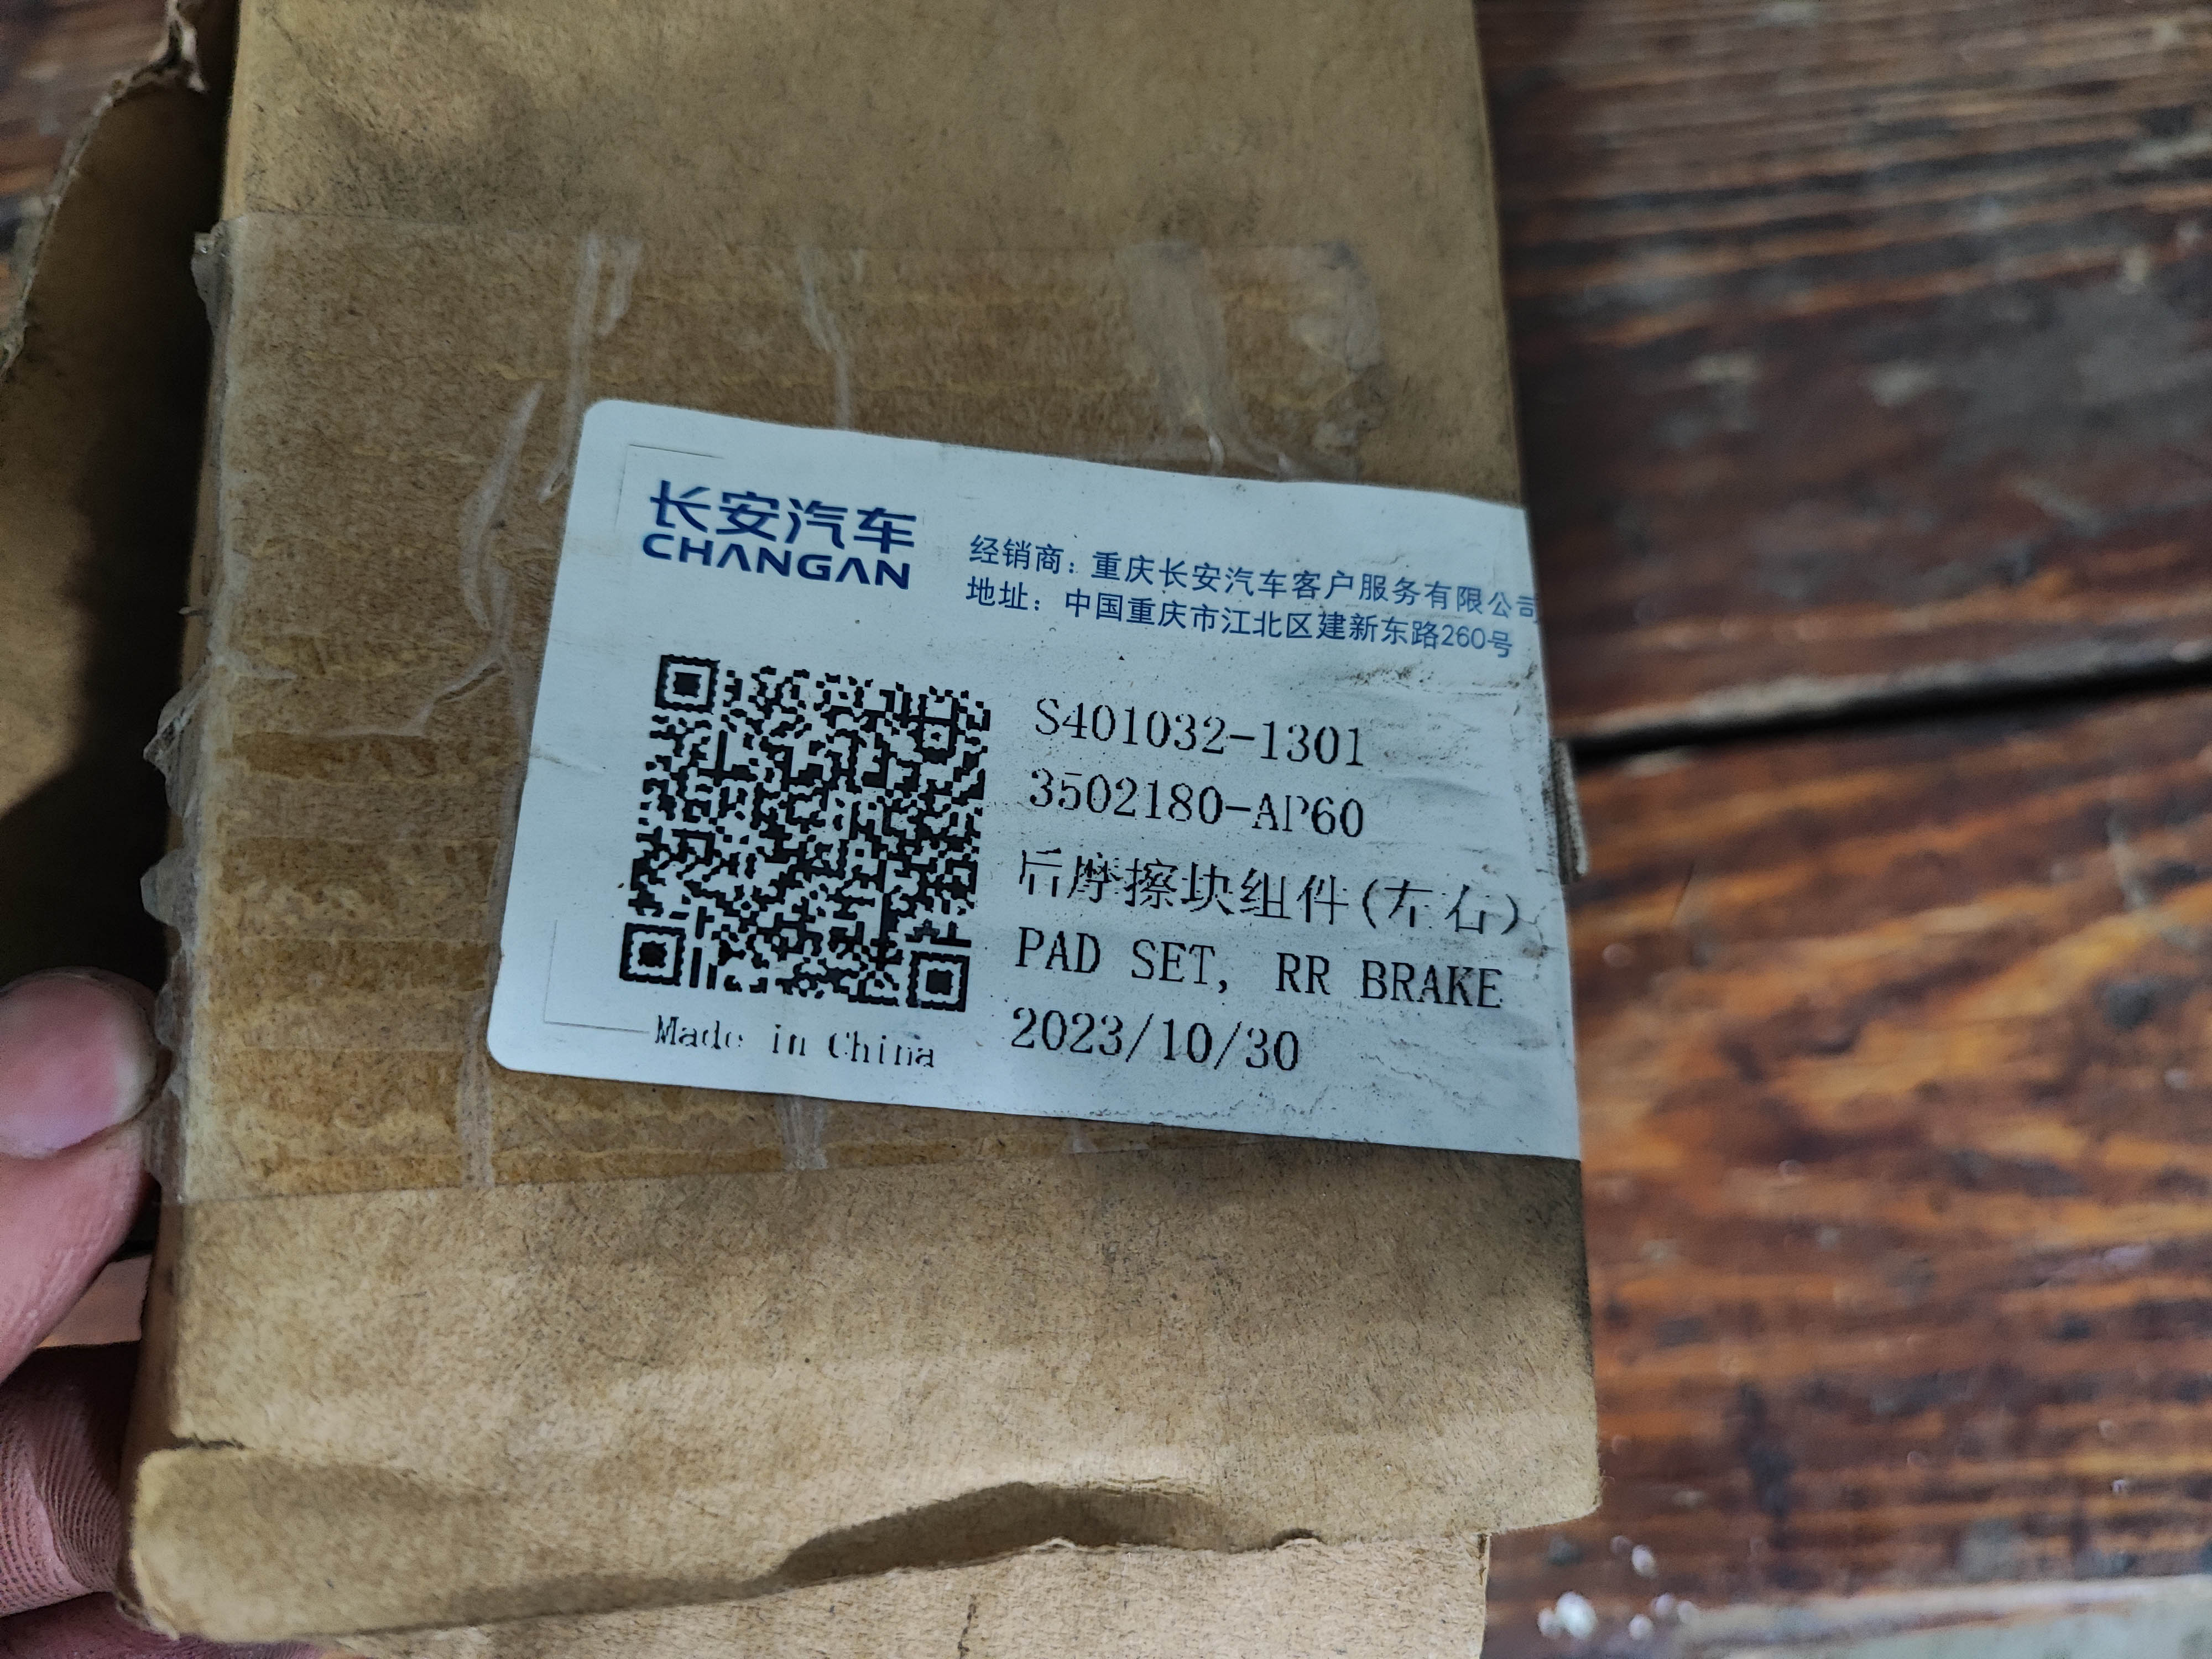 长安汽车
CHANGAN
经销商：重庆长安汽车客户服务有限公司
地址：中国重庆市江北区建新东路260号
S401032-1301
3502180-AP60
后摩擦块组件(左右)
PAD SET, RR BRAKE
2023/10/30
Made in China